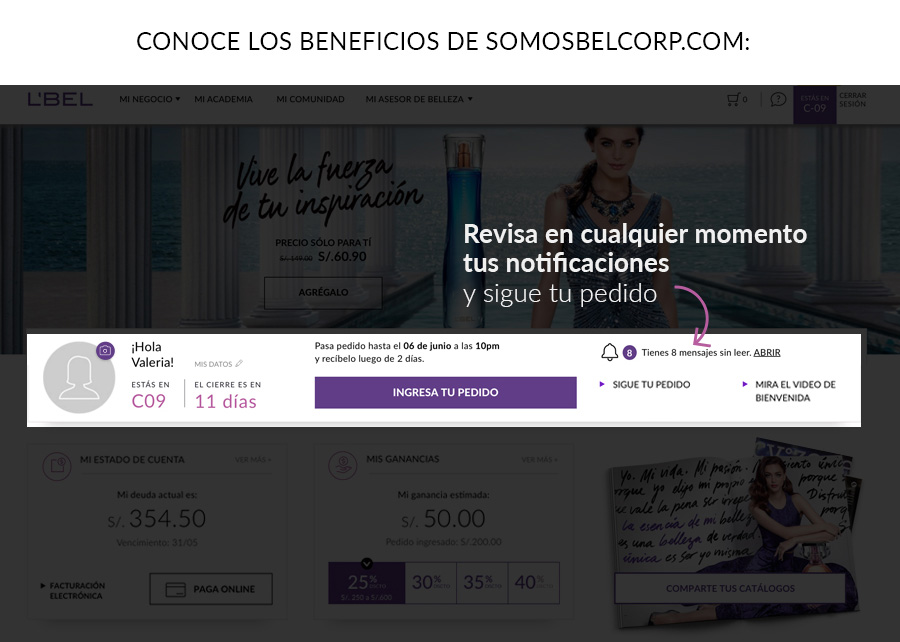 CONOCE LOS BENEFICIOS DE SOMOSBELCORP.COM:
L'BEL
MI NEGOCIO
MI ACADEMIA
MI COMUNIDAD
MI ASESOR DE BELLEZA
0
?
ESTÁS EN
C-09
CERRAR
SESIÓN
Vive la fuerza
de tu inspiración
PRECIO SÓLO PARA TÍ
S/. 149.00 S/.60.90
AGRÉGALO
Revisa en cualquier momento
tus notificaciones
y sigue tu pedido
¡Hola
Valeria!
MIS DATOS
ESTÁS EN
C09
EL CIERRE ES EN
11 días
Pasa pedido hasta el 06 de junio a las 10pm
y recíbelo luego de 2 días.
INGRESA TU PEDIDO
8 Tienes 8 mensajes sin leer. ABRIR
SIGUE TU PEDIDO
MIRA EL VIDEO DE
BIENVENIDA
MI ESTADO DE CUENTA
VER MÁS +
Mi deuda actual es:
S/. 354.50
Vencimiento: 31/05
FACTURACIÓN
ELECTRÓNICA
PAGA ONLINE
MIS GANANCIAS
VER MÁS +
Mi ganancia estimada:
S/. 50.00
Pedido ingresado: S/.200.00
25%
S/. 250 a S/.600
30%
35%
40%
Yo. Mi vida. Mi pasión.
porque yo elijo mi propio
la esencia de mi belleza
es una belleza de verdad.
única es ser yo misma
COMPARTE TUS CATÁLOGOS